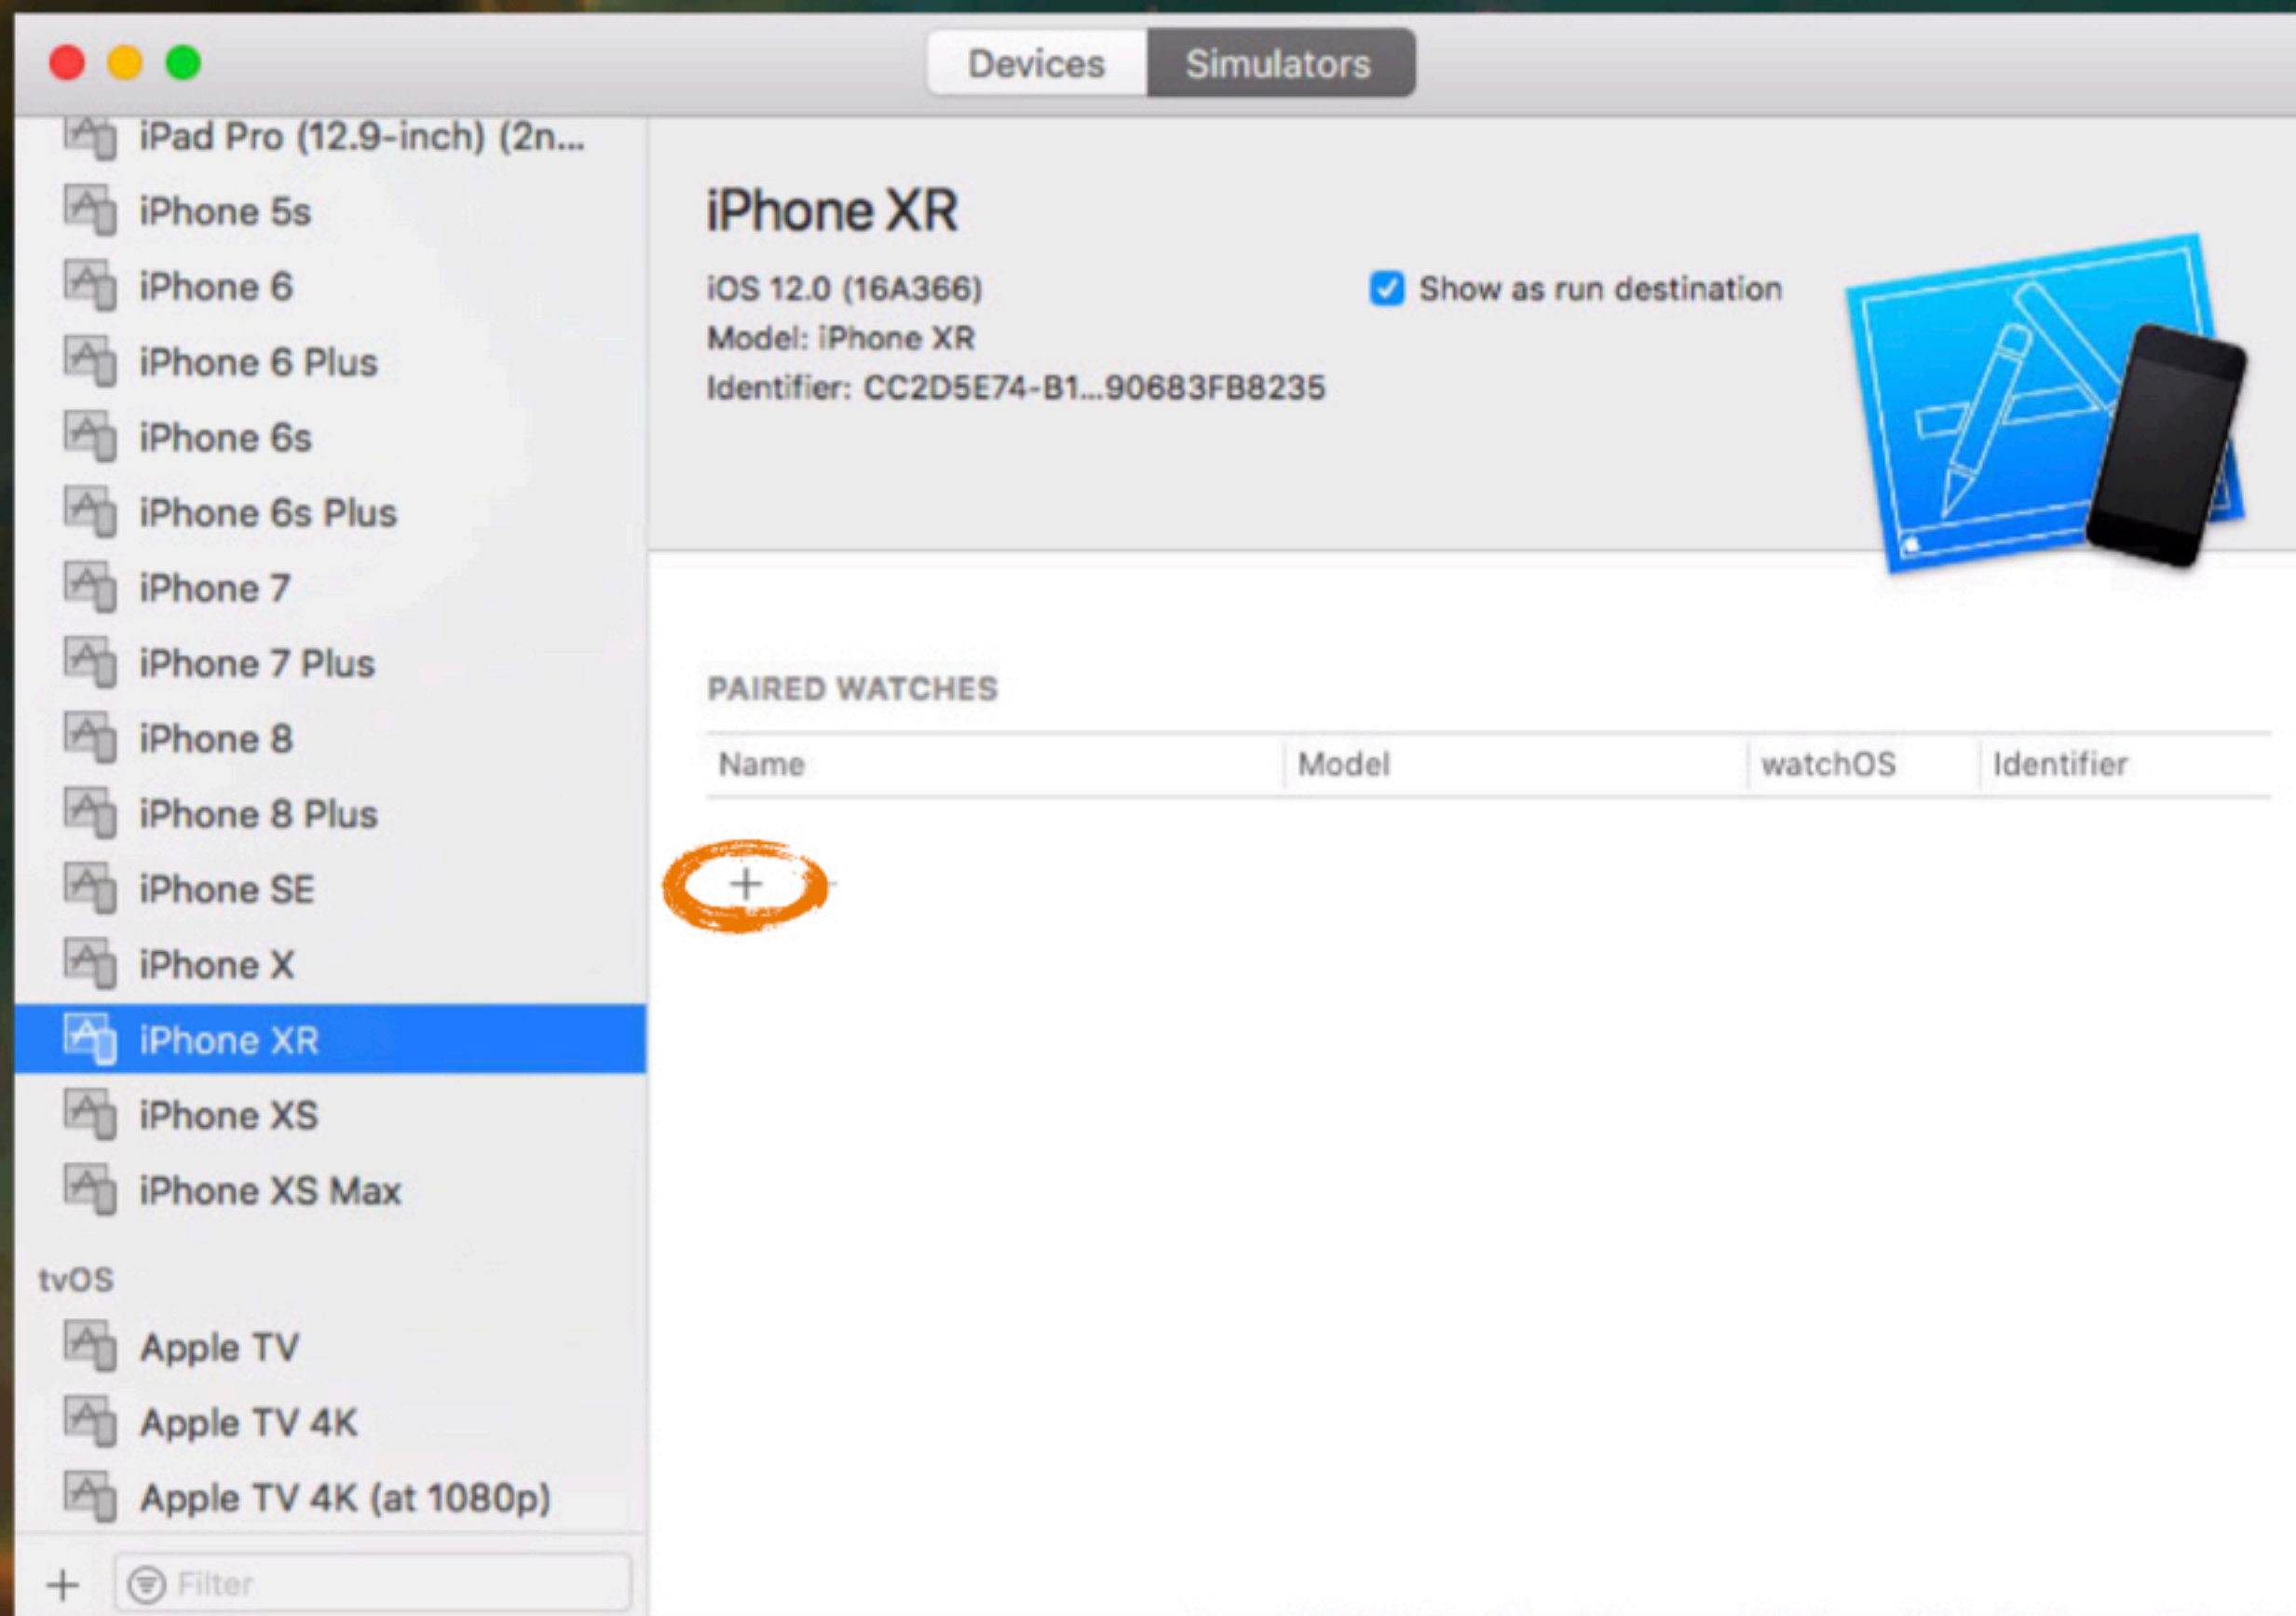 Devices Simulators
iPad Pro (12.9-inch) (2n...
iPhone 5s
iPhone 6
iPhone 6 Plus
iPhone 6s
iPhone 6s Plus
iPhone 7
iPhone 7 Plus
iPhone 8
iPhone 8 Plus
iPhone SE
iPhone X
iPhone XR
iPhone XS
iPhone XS Max
tvOS
Apple TV
Apple TV 4K
Apple TV 4K (at 1080p)
Filter
iPhone XR
iOS 12.0 (16A366)
Model: iPhone XR
Identifier: CC2D5E74-B1...90683FB8235
Show as run destination
PAIRED WATCHES
Name Model watchOS Identifier